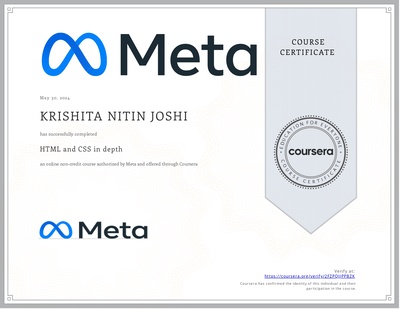 Meta
COURSE
CERTIFICATE
May 30, 2024
KRISHITA NITIN JOSHI
has successfully completed
HTML and CSS in depth
an online non-credit course authorized by Meta and offered through Coursera
EDUCATION FOR EVERYONE
coursera
COURSE CERTIFICATE
Meta
Verify at:
Coursera has confirmed the identity of this individual and their
participation in the course.